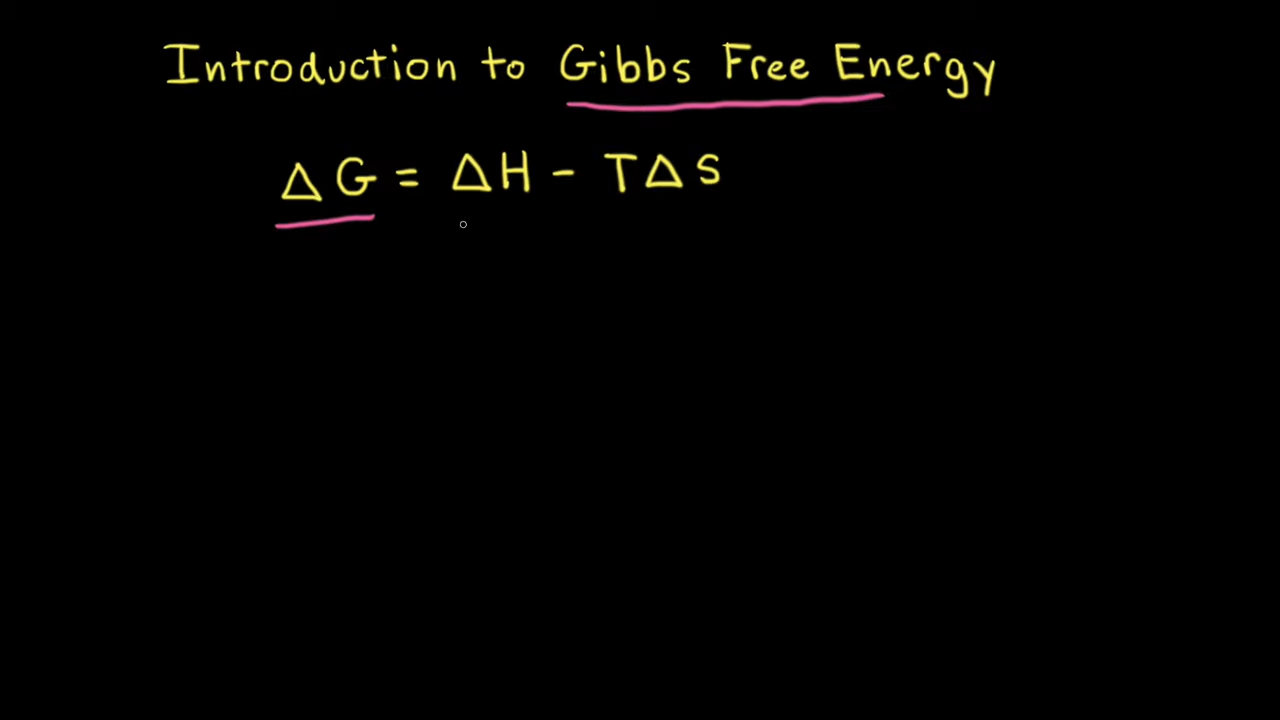 Introduction to Gibbs Free Energy
ΔG = ΔH - TΔS